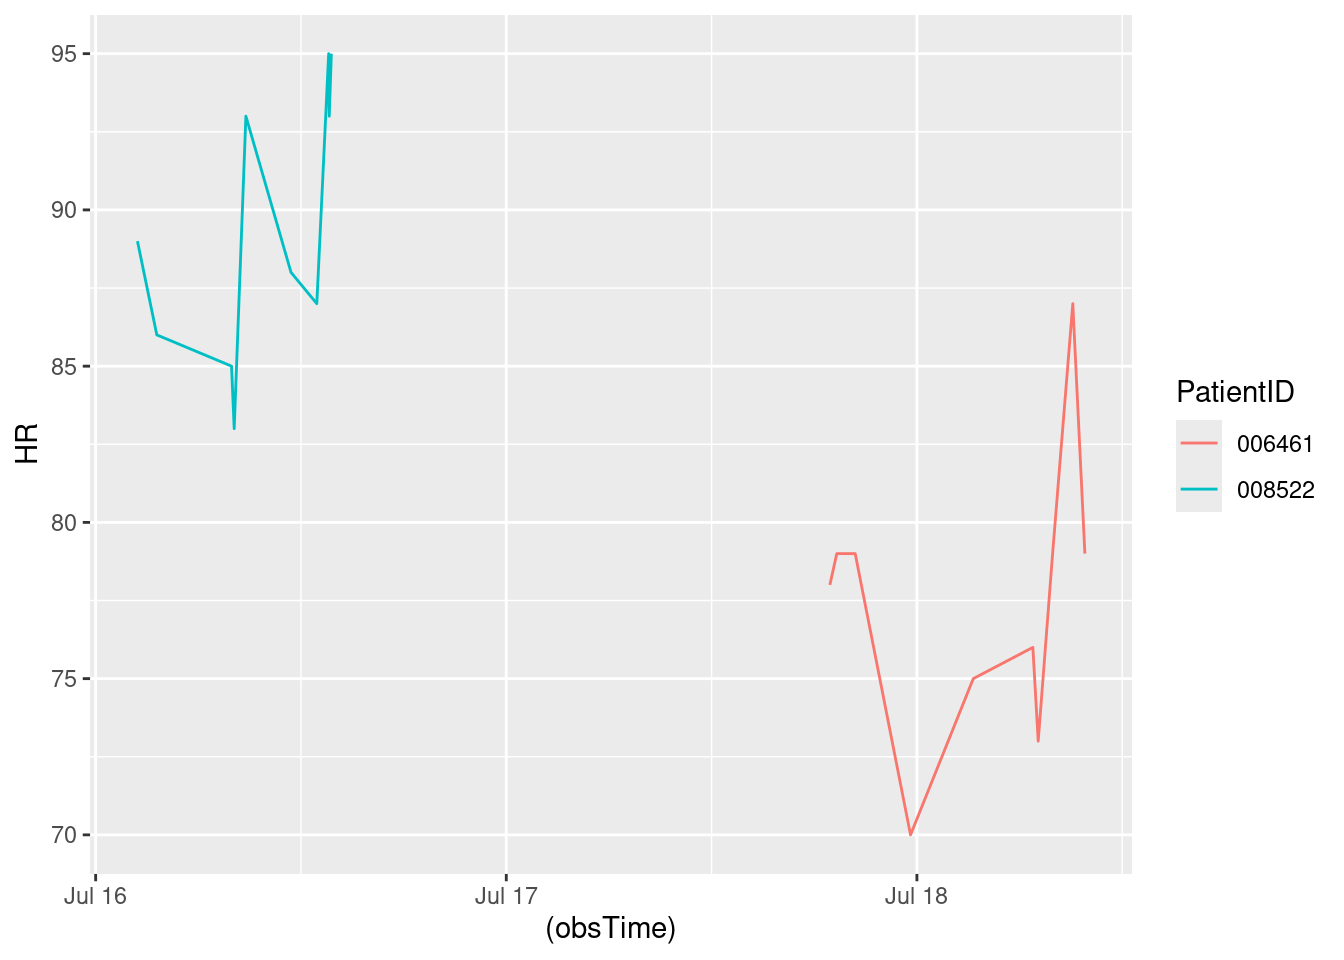 95
90
85
80
75
70
HR
Jul 16
Jul 17
Jul 18
(obsTime)
PatientID
006461
008522